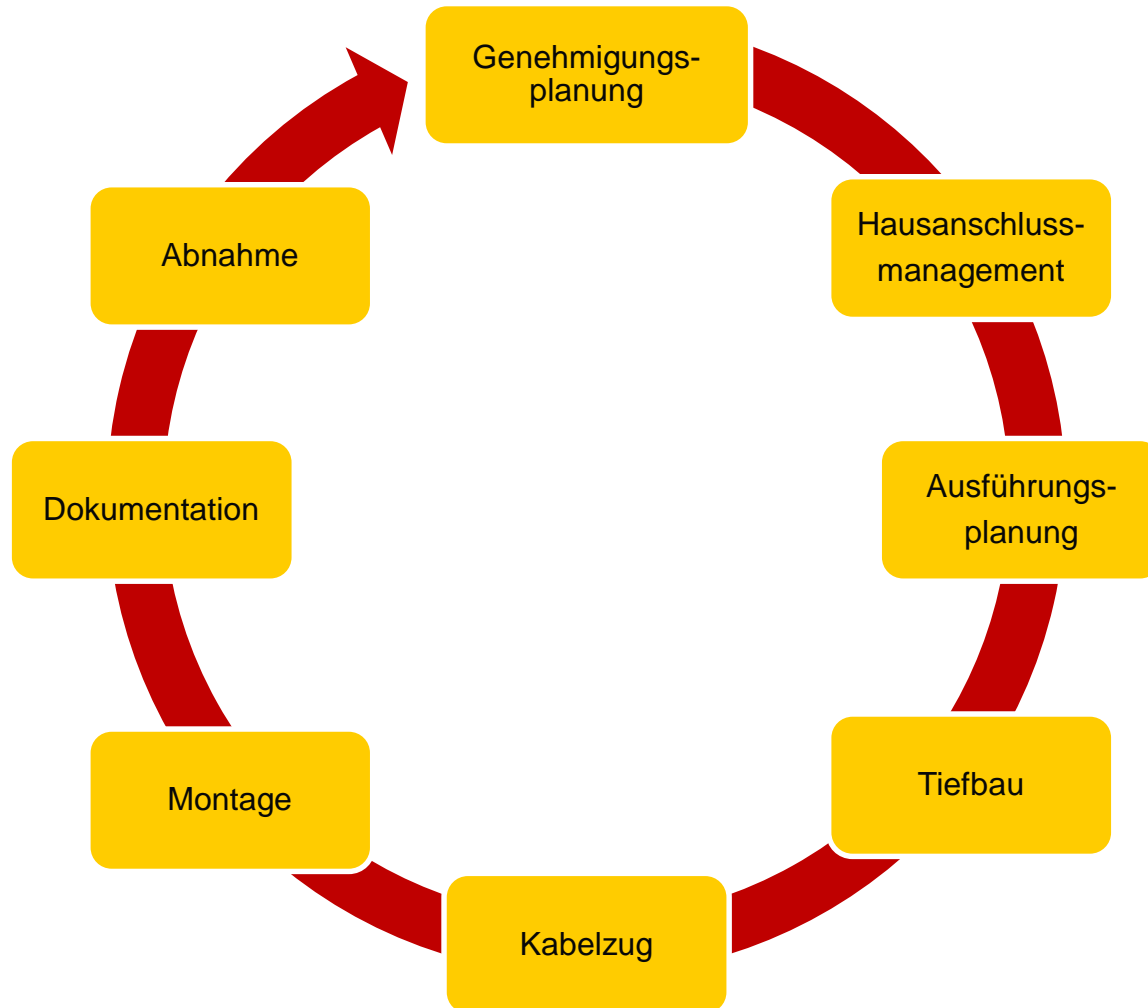 Genehmigungs-
planung
Hausanschluss-
management
Ausführungs-
planung
Tiefbau
Kabelzug
Montage
Dokumentation
Abnahme